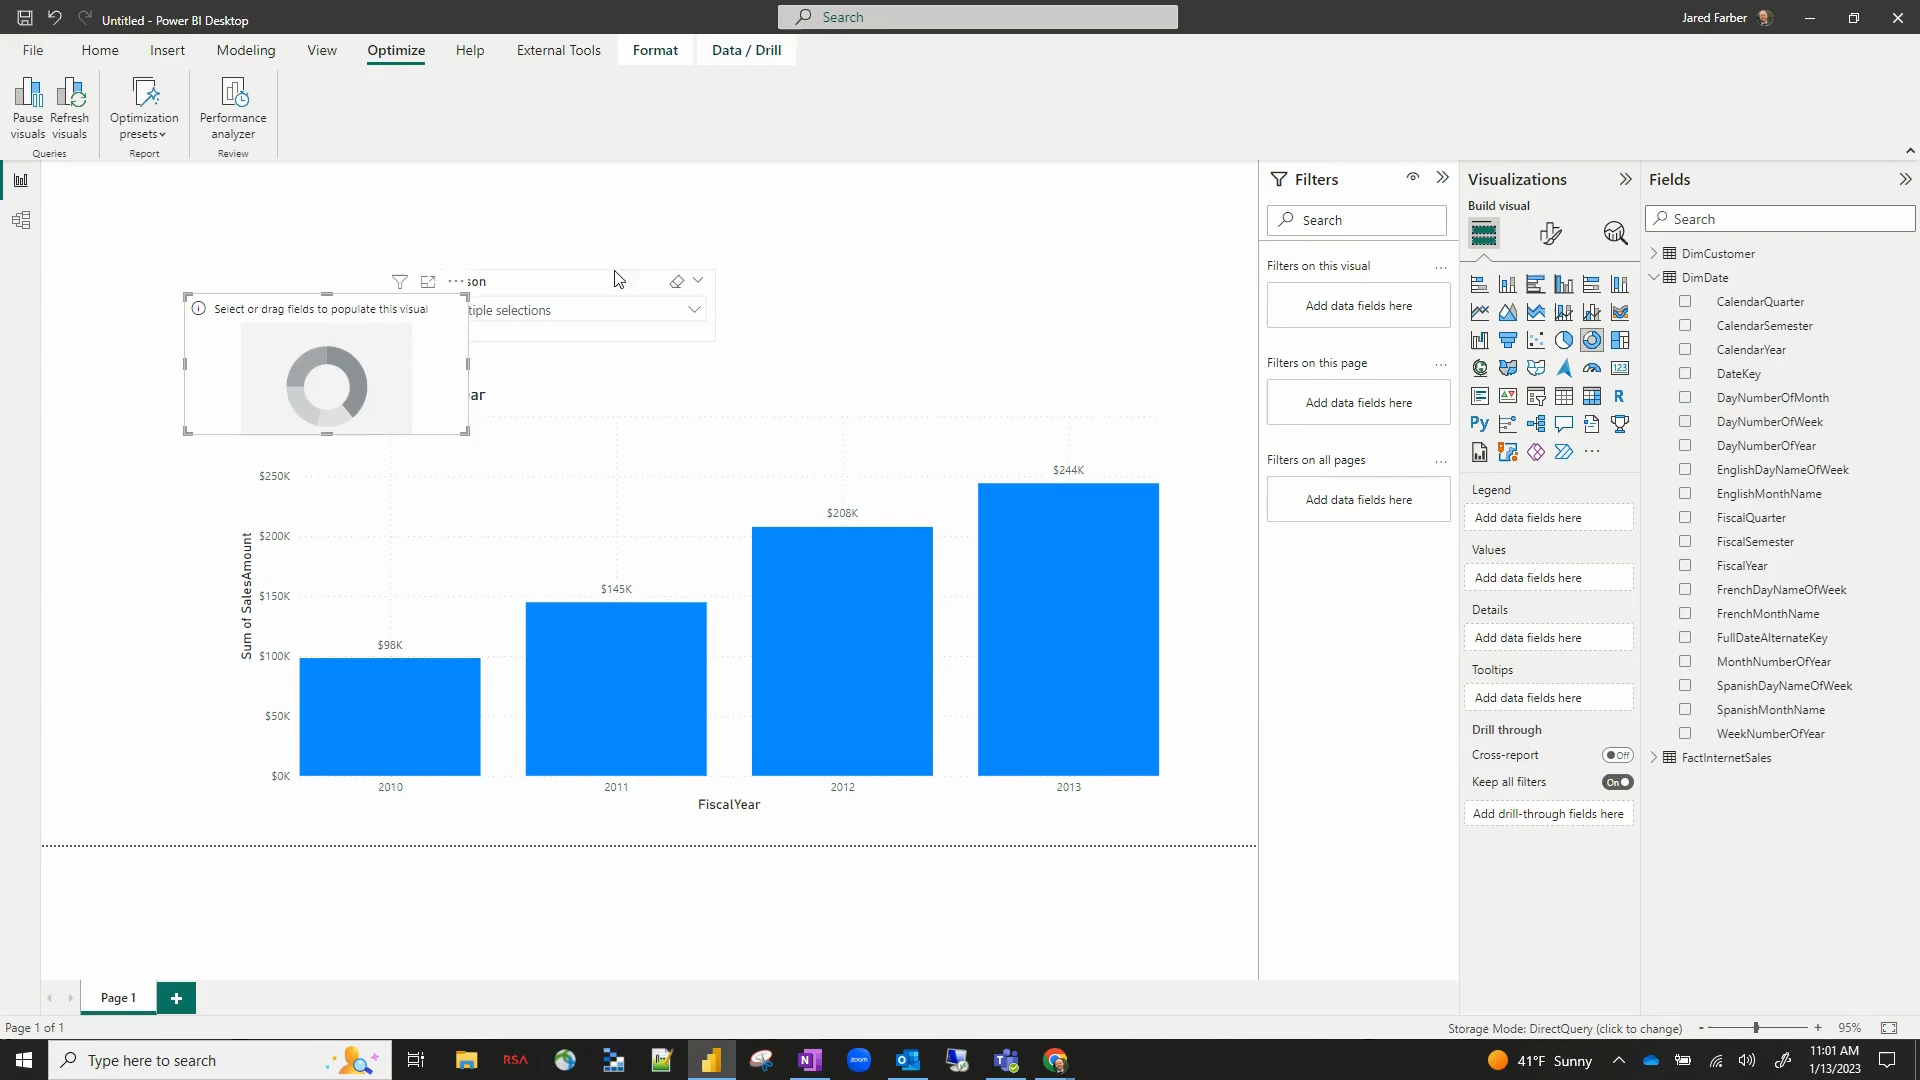 Untitled - Power BI Desktop
Search
Jared Farber
File
Home
Insert
Modeling
View
Optimize
Help
External Tools
Format
Data / Drill
Pause visuals
Refresh visuals
Optimization presets
Performance analyzer
Queries
Report
Review
son
tiple selections
Select or drag fields to populate this visual
ar
$250K
$200K
$150K
$100K
$50K
$0K
Sum of SalesAmount
$98K
$145K
$208K
$244K
2010
2011
2012
2013
FiscalYear
Filters
Search
Filters on this visual
Add data fields here
Filters on this page
Add data fields here
Filters on all pages
Add data fields here
Visualizations
Build visual
123
R
Py
Legend
Add data fields here
Values
Add data fields here
Details
Add data fields here
Tooltips
Add data fields here
Drill through
Cross-report
Off
Keep all filters
On
Add drill-through fields here
Fields
Search
DimCustomer
DimDate
CalendarQuarter
CalendarSemester
CalendarYear
DateKey
DayNumberOfMonth
DayNumberOfWeek
DayNumberOfYear
EnglishDayNameOfWeek
EnglishMonthName
FiscalQuarter
FiscalSemester
FiscalYear
FrenchDayNameOfWeek
FrenchMonthName
FullDateAlternateKey
MonthNumberOfYear
SpanishDayNameOfWeek
SpanishMonthName
WeekNumberOfYear
FactInternetSales
Page 1
Page 1 of 1
Storage Mode: DirectQuery (click to change)
95%
Type here to search
RSA
zoom
41°F Sunny
11:01 AM
1/13/2023